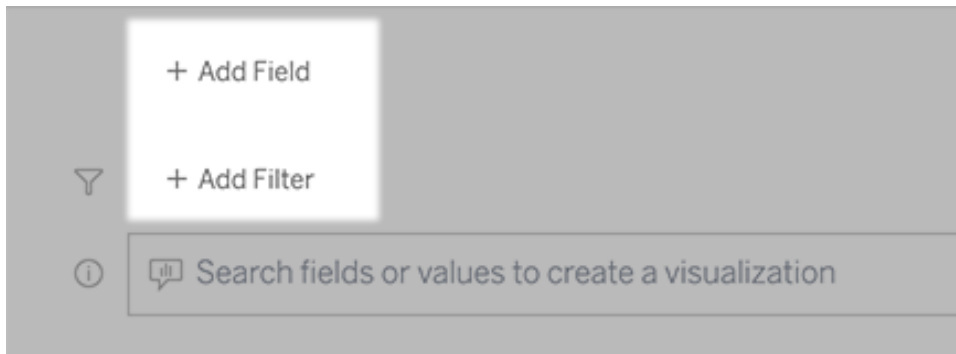 + Add Field
+ Add Filter
Search fields or values to create a visualization